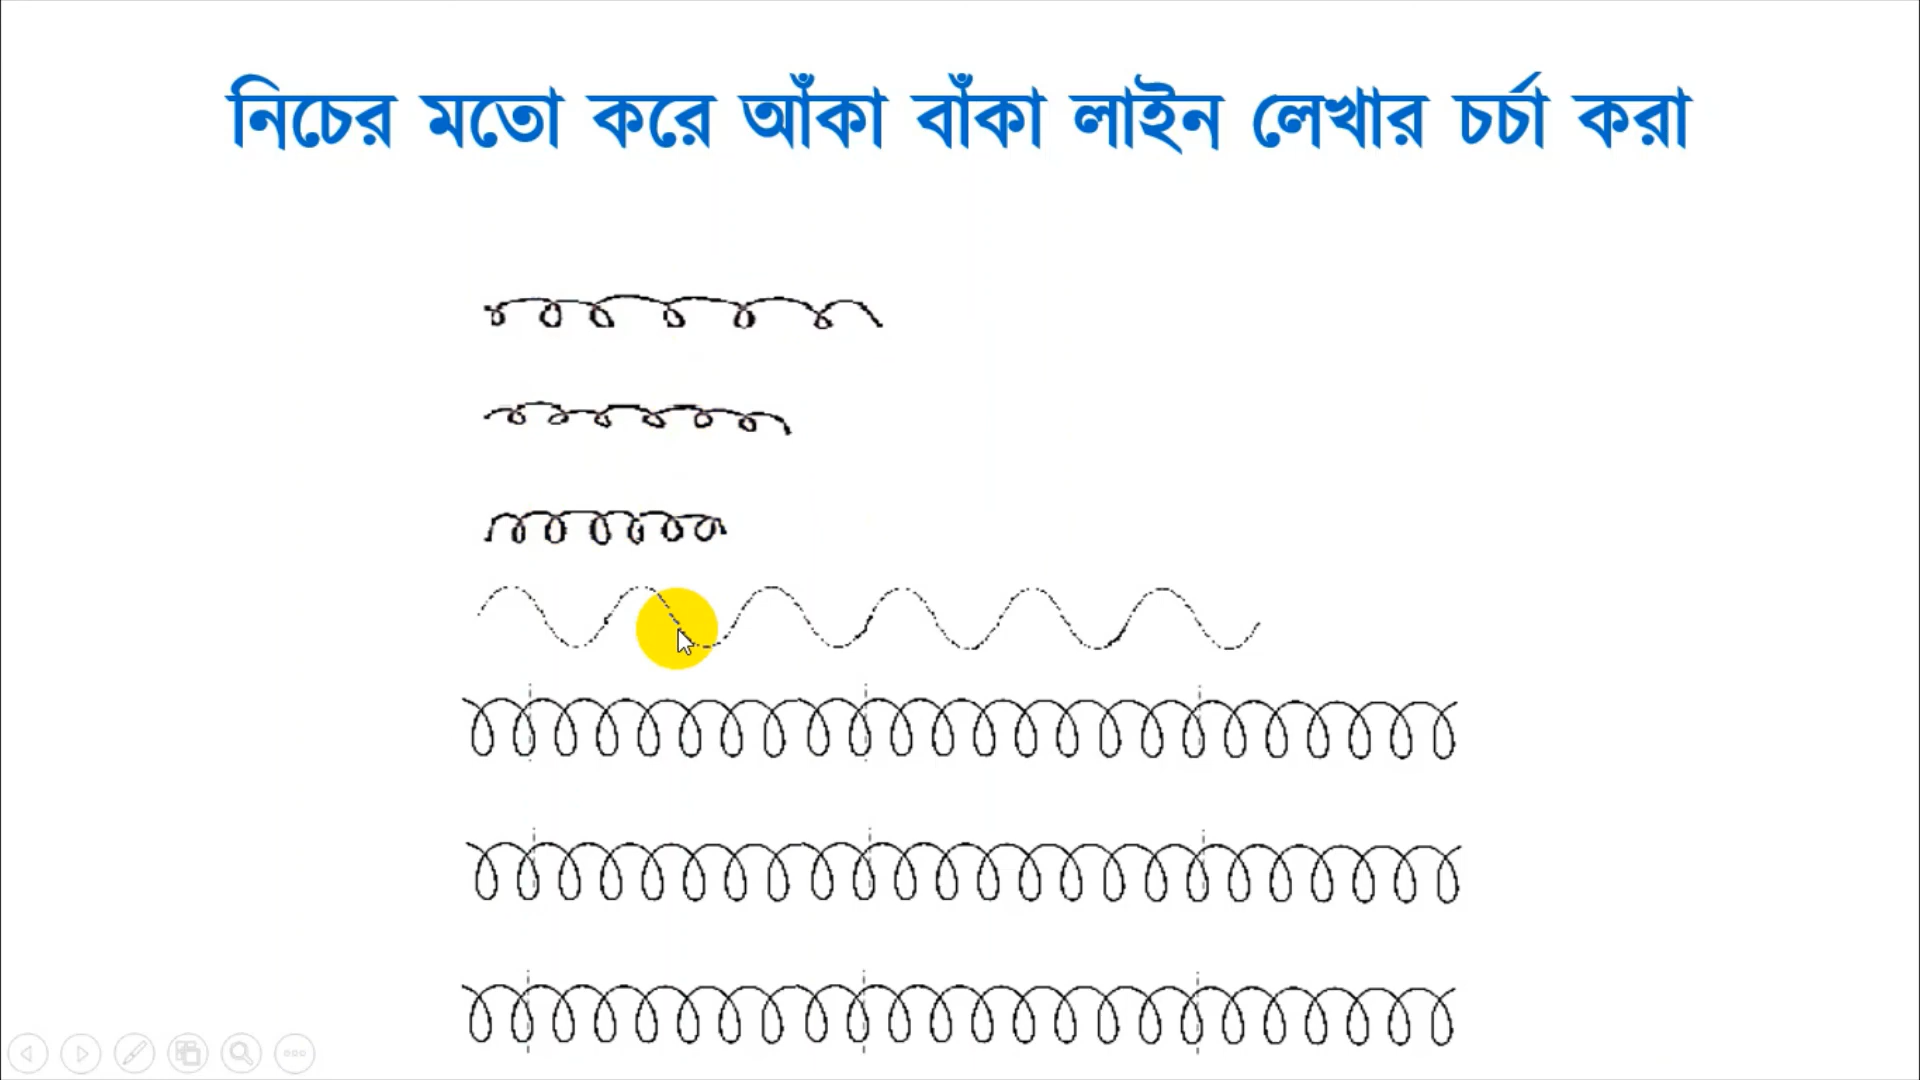 নিচের মতো করে আঁকা বাঁকা লাইন লেখার চর্চা করা